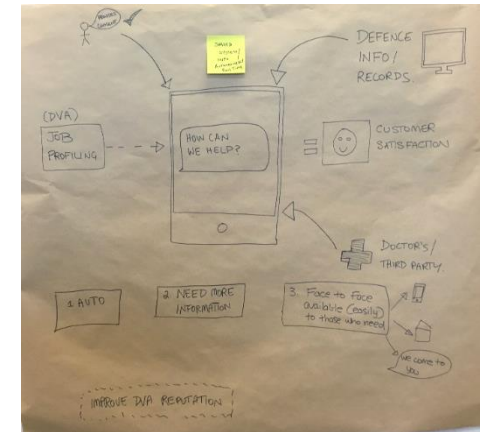 DEFENCE
INFO/
RECORDS.
(DVA)
JOB
PROFILING
HOW CAN
WE HELP?
CUSTOMER
SATISFACTION
DOCTOR'S/
THIRD PARTY.
1 AUTO
2 NEED MORE
INFORMATION
3. Face to face
available (easily)
to those who need
we come to
you
IMPROVE DVA REPUTATION